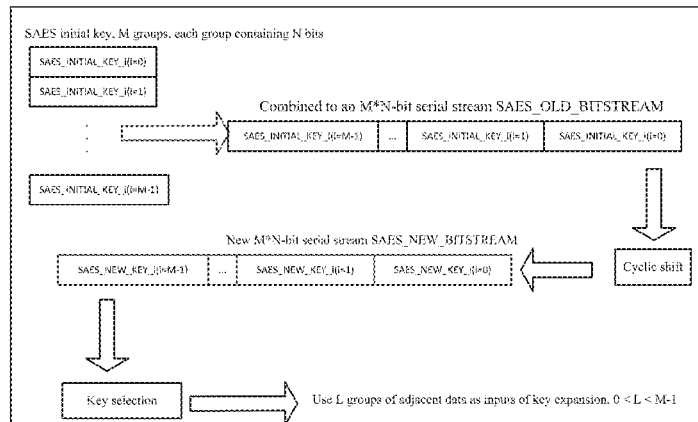 SAES initial key, M groups, each group containing N bits
SAES_INITIAL_KEY_i(i=0)
SAES_INITIAL_KEY_i(i=1)
.
.
.
SAES_INITIAL_KEY_i(i=M-1)
Combined to an M*N-bit serial stream SAES_OLD_BITSTREAM
SAES_INITIAL_KEY_i(i=M-1) ... SAES_INITIAL_KEY_i(i=1) SAES_INITIAL_KEY_i(i=0)
New M*N-bit serial stream SAES_NEW_BITSTREAM
SAES_NEW_KEY_i(i=M-1) ... SAES_NEW_KEY_i(i=1) SAES_NEW_KEY_i(i=0)
Cyclic shift
Key selection
Use L groups of adjacent data as inputs of key expansion, 0 < L < M-1